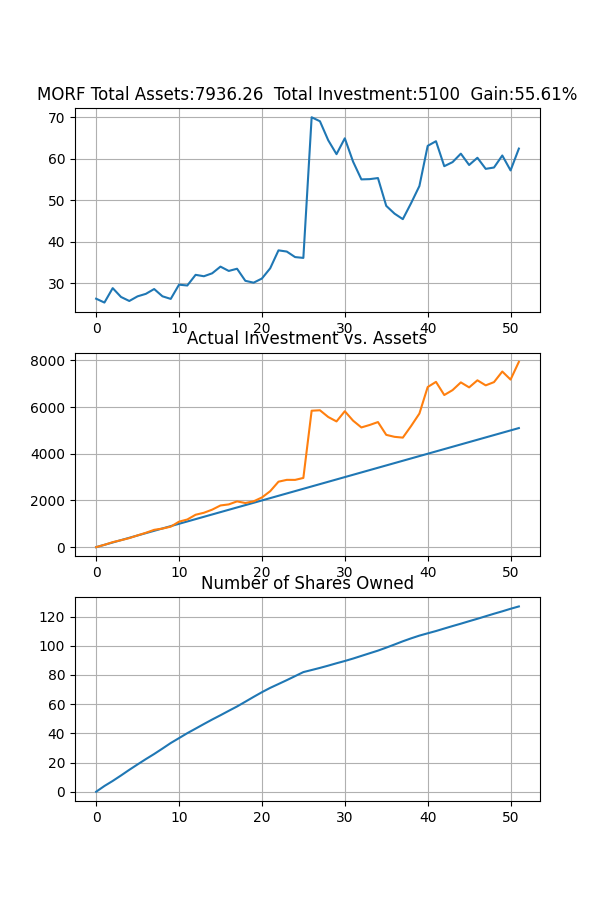 MORF Total Assets:7936.26  Total Investment:5100  Gain:55.61%
70
60
50
40
30
0 10 20 30 40 50
Actual Investment vs. Assets
8000
6000
4000
2000
0
0 10 20 30 40 50
Number of Shares Owned
120
100
80
60
40
20
0
0 10 20 30 40 50